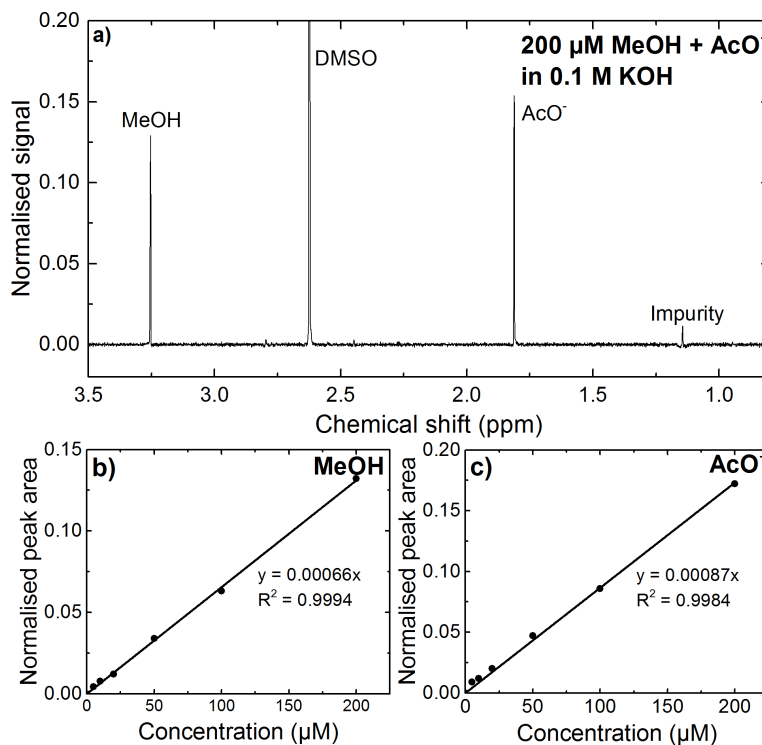 a)
200 µM MeOH + AcO⁻
in 0.1 M KOH
DMSO
MeOH
AcO⁻
Impurity
Normalised signal
0.20
0.15
0.10
0.05
0.00
3.5 3.0 2.5 2.0 1.5 1.0
Chemical shift (ppm)
b) MeOH
Normalised peak area
0.15
0.10
0.05
0.00
y = 0.00066x
R² = 0.9994
0 50 100 150 200
Concentration (µM)
c) AcO⁻
Normalised peak area
0.20
0.15
0.10
0.05
0.00
y = 0.00087x
R² = 0.9984
0 50 100 150 200
Concentration (µM)